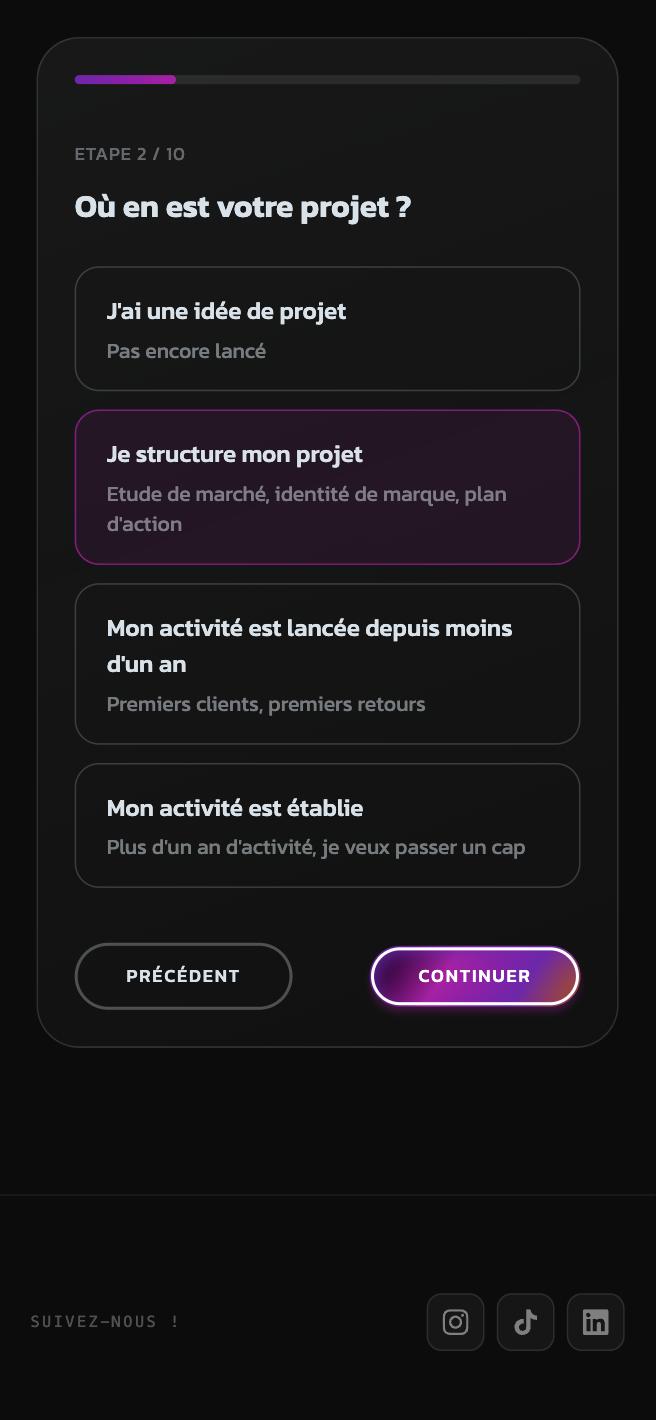 ETAPE 2 / 10
Où en est votre projet ?
J'ai une idée de projet
Pas encore lancé
Je structure mon projet
Etude de marché, identité de marque, plan
d'action
Mon activité est lancée depuis moins
d'un an
Premiers clients, premiers retours
Mon activité est établie
Plus d'un an d'activité, je veux passer un cap
PRÉCÉDENT
CONTINUER
SUIVEZ-NOUS !
in